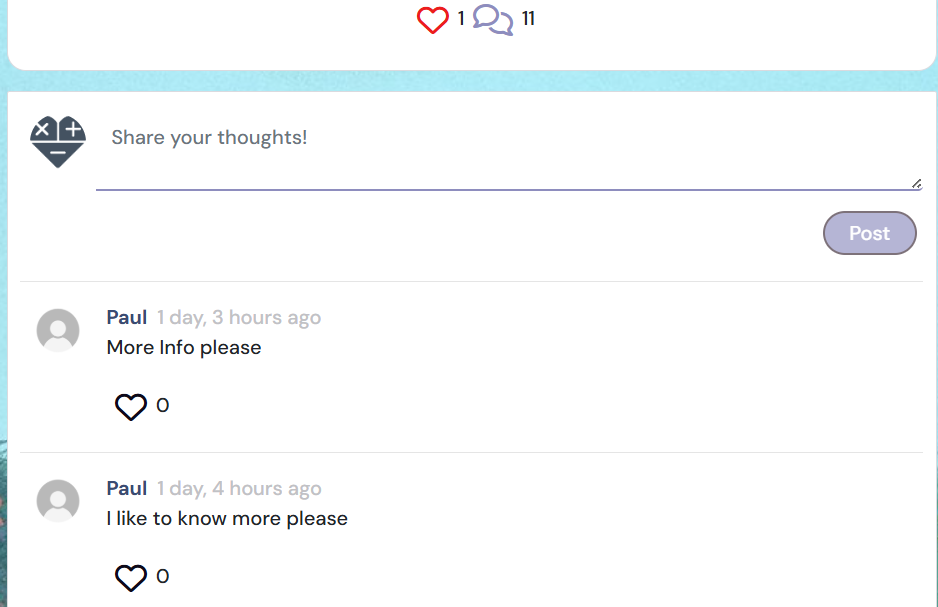 1 11
Share your thoughts!
Post
Paul 1 day, 3 hours ago
More Info please
0
Paul 1 day, 4 hours ago
I like to know more please
0